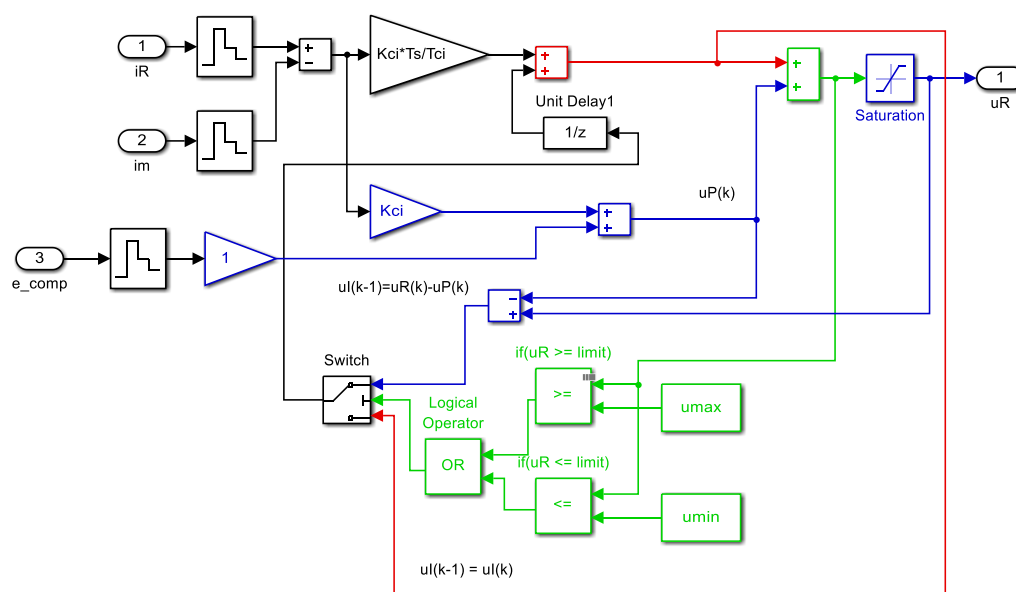 1
iR
+
−
Kci*Ts/Tci
+
+
+
+
1
uR
Saturation
Unit Delay1
1/z
2
im
Kci
+
+
uP(k)
3
e_comp
1
uI(k-1)=uR(k)-uP(k)
−
+
Switch
if(uR >= limit)
>=
umax
Logical
Operator
OR
if(uR <= limit)
<=
umin
uI(k-1) = uI(k)